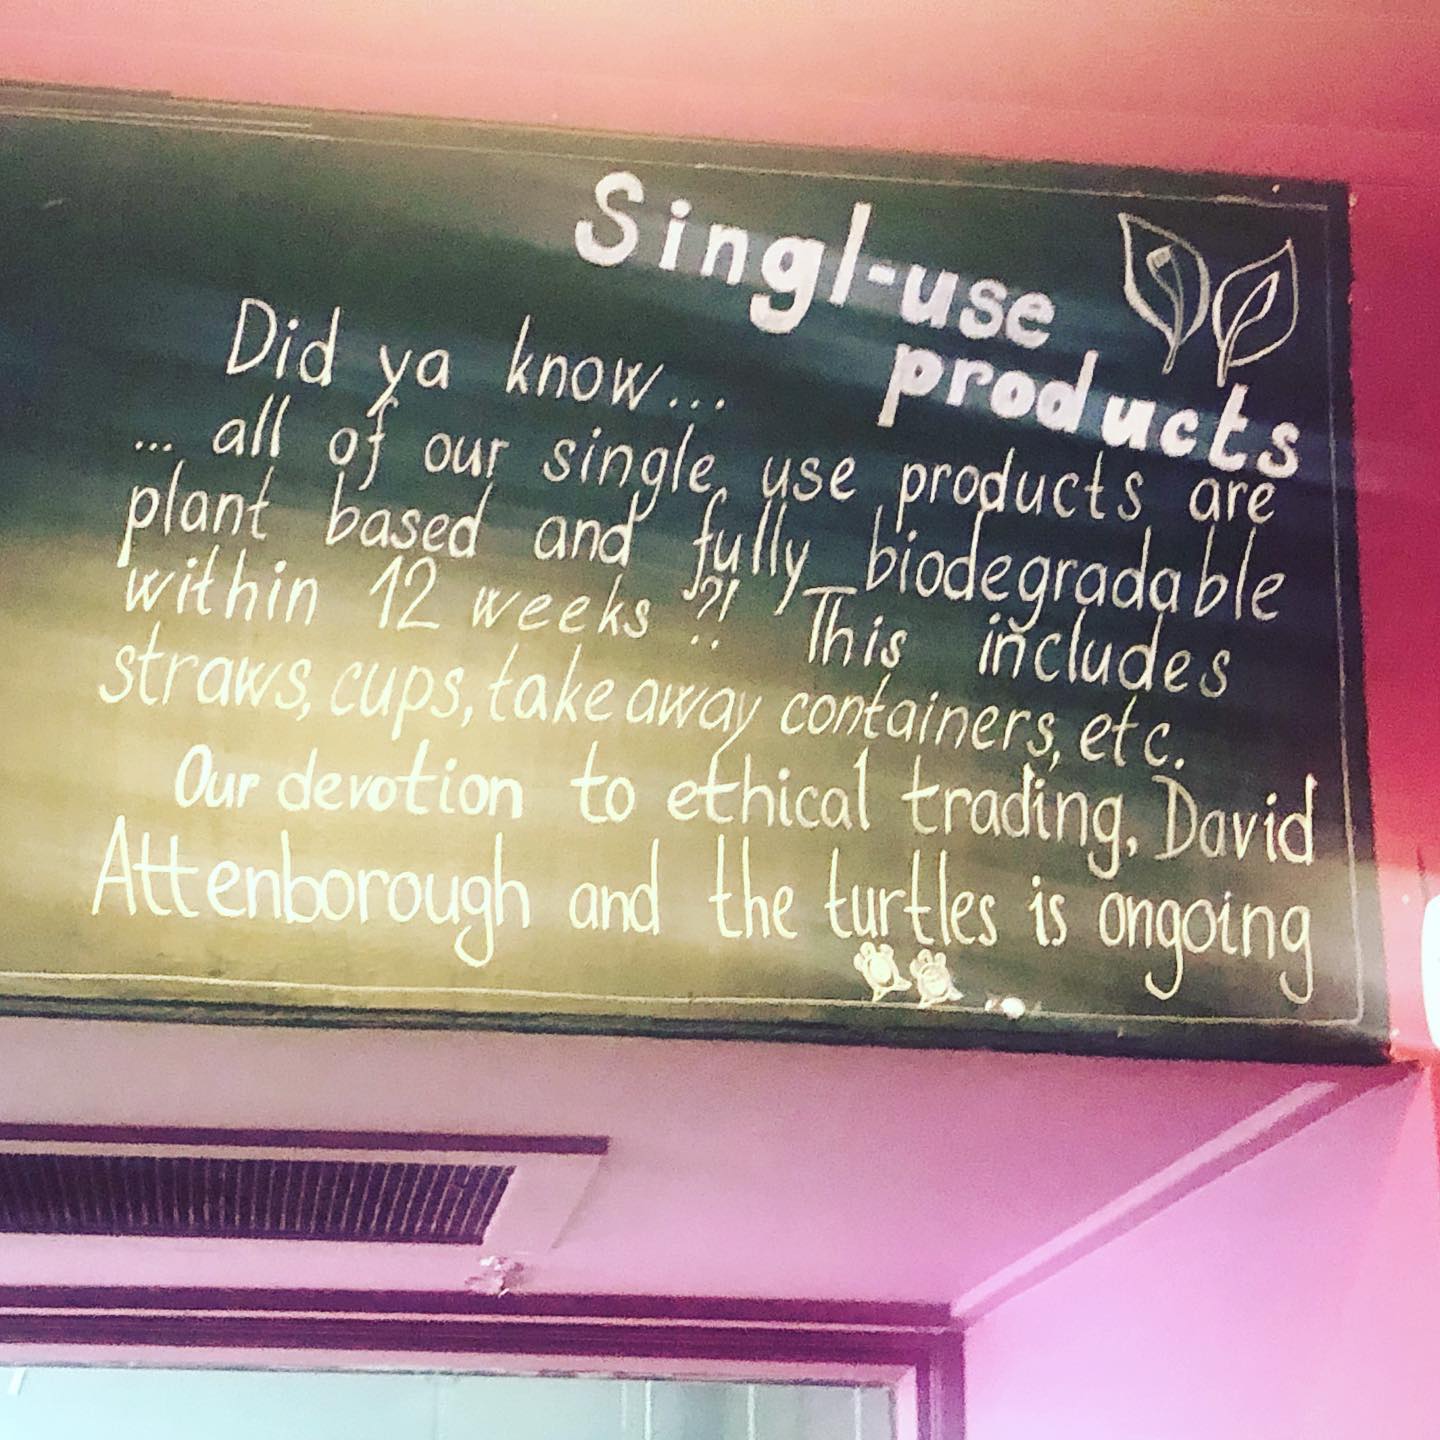 Singl-use
products
Did ya know...
... all of our single use products are
plant based and fully biodegradable
within 12 weeks ?! This includes
straws, cups, take away containers, etc.
Our devotion to ethical trading, David
Attenborough and the turtles is ongoing